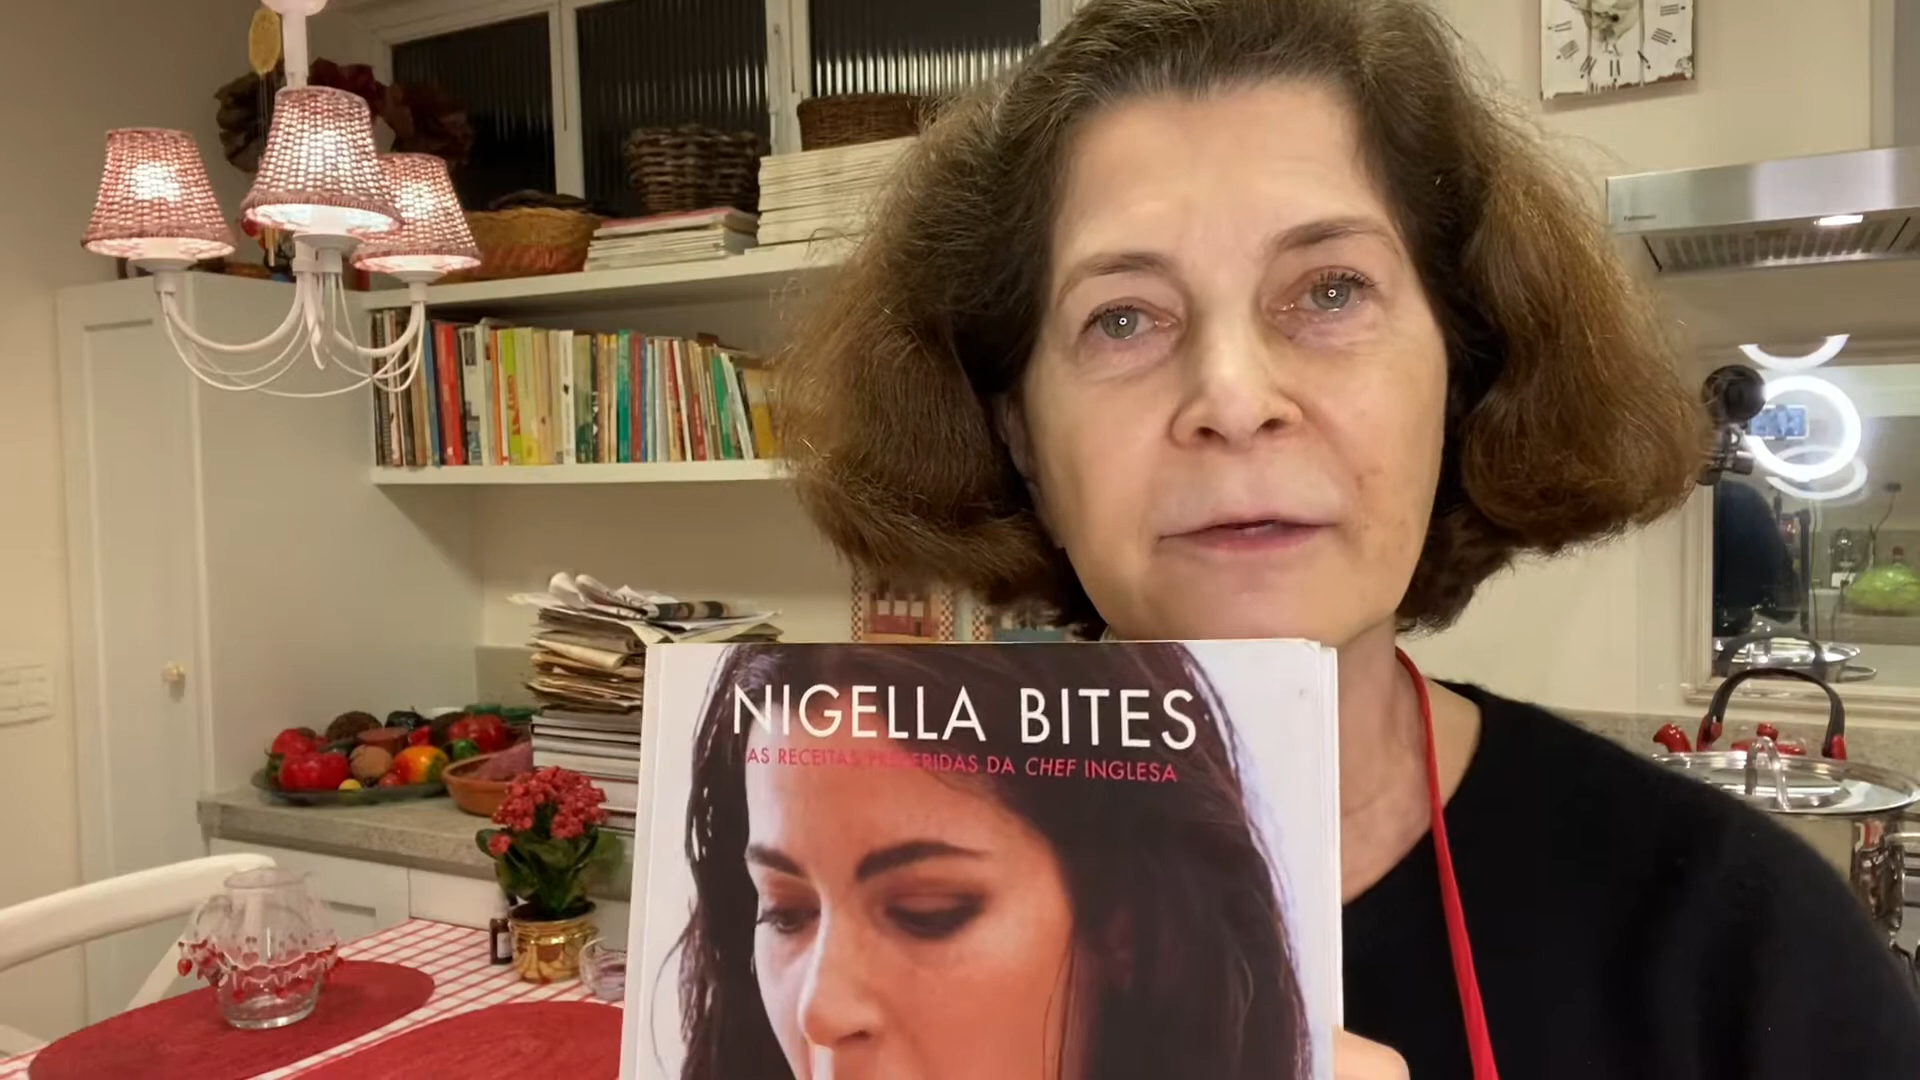 NIGELLA BITES
AS RECEITAS PREFERIDAS DA CHEF INGLESA